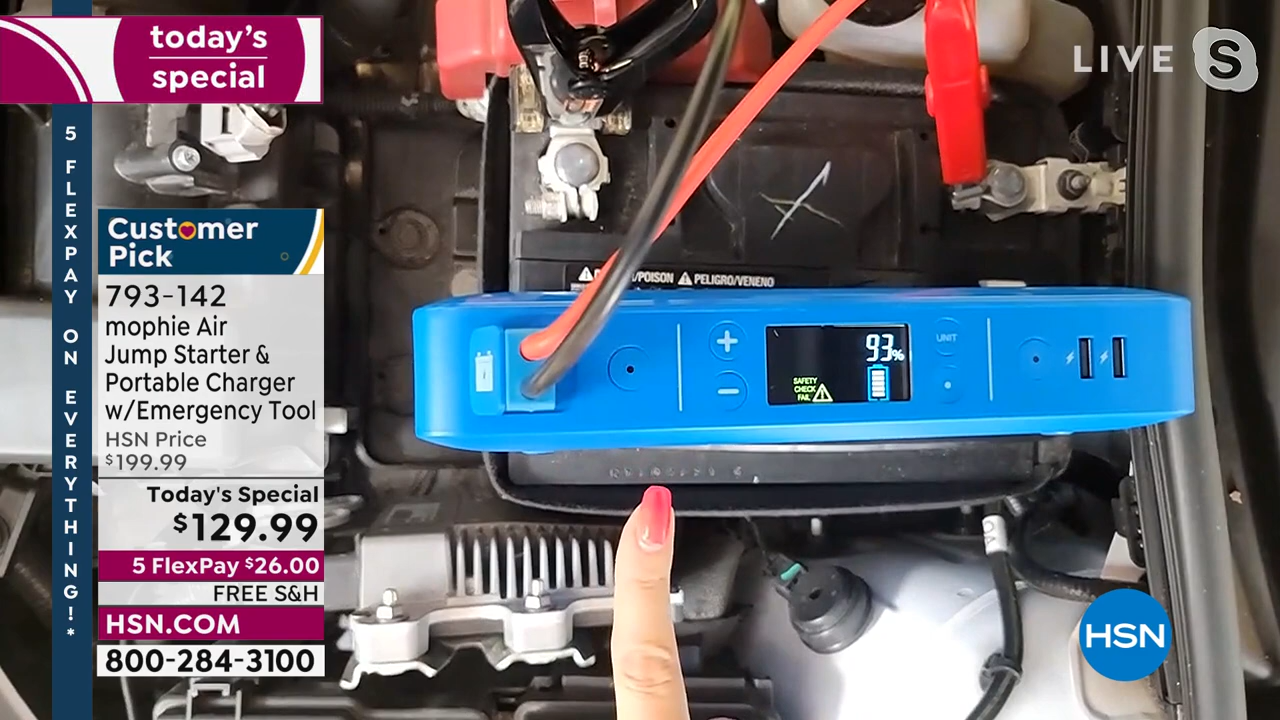 today's
special
LIVE S
5 FLEXPAY ON EVERYTHING!*
Customer
Pick
793-142
mophie Air
Jump Starter &
Portable Charger
w/Emergency Tool
HSN Price
$199.99
Today's Special
$129.99
5 FlexPay $26.00
FREE S&H
HSN.COM
800-284-3100
/POISON PELIGRO/VENENO
+
−
93%
SAFETY
CHECK
FAIL
UNIT
HSN